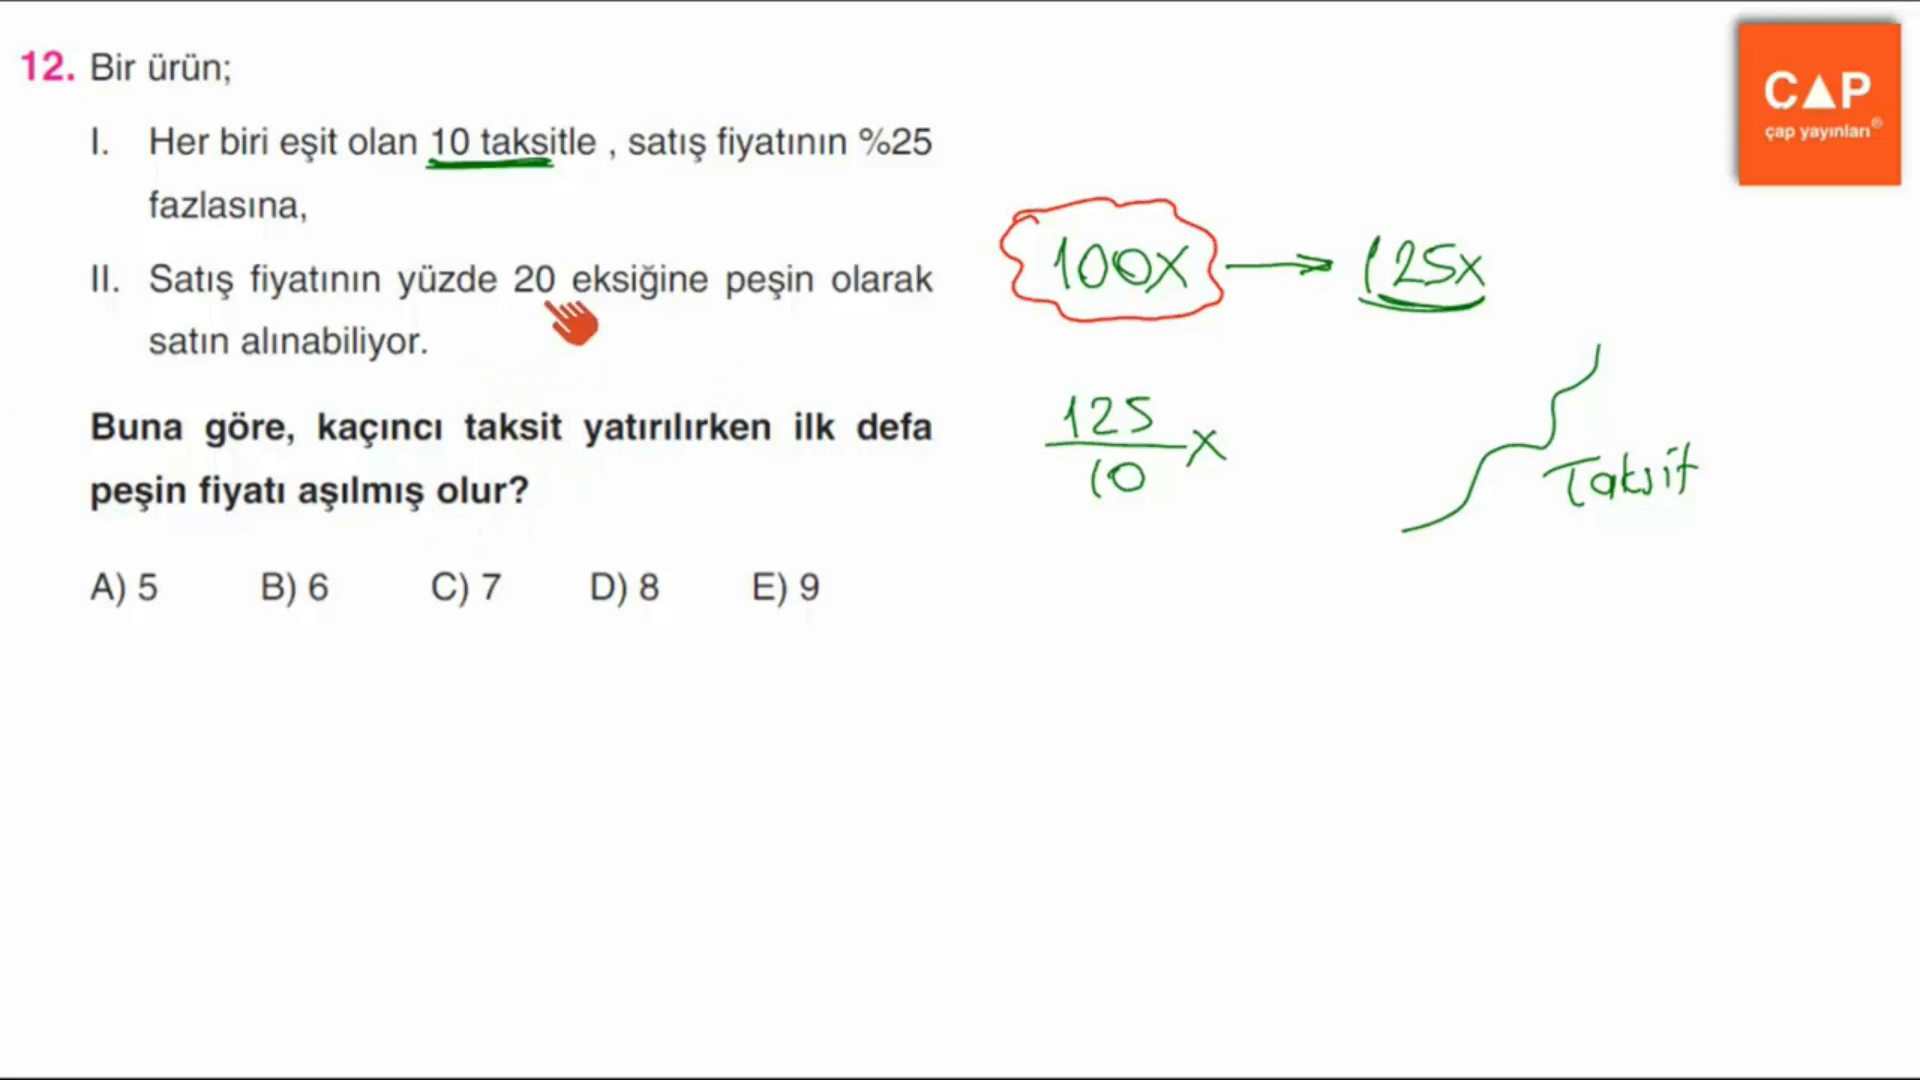 12. Bir ürün;
I. Her biri eşit olan 10 taksitle , satış fiyatının %25
fazlasına,
II. Satış fiyatının yüzde 20 eksiğine peşin olarak
satın alınabiliyor.
Buna göre, kaçıncı taksit yatırılırken ilk defa
peşin fiyatı aşılmış olur?
A) 5 B) 6 C) 7 D) 8 E) 9
100x → 125x
125
10
x
Taksit
CAP
çap yayınları®